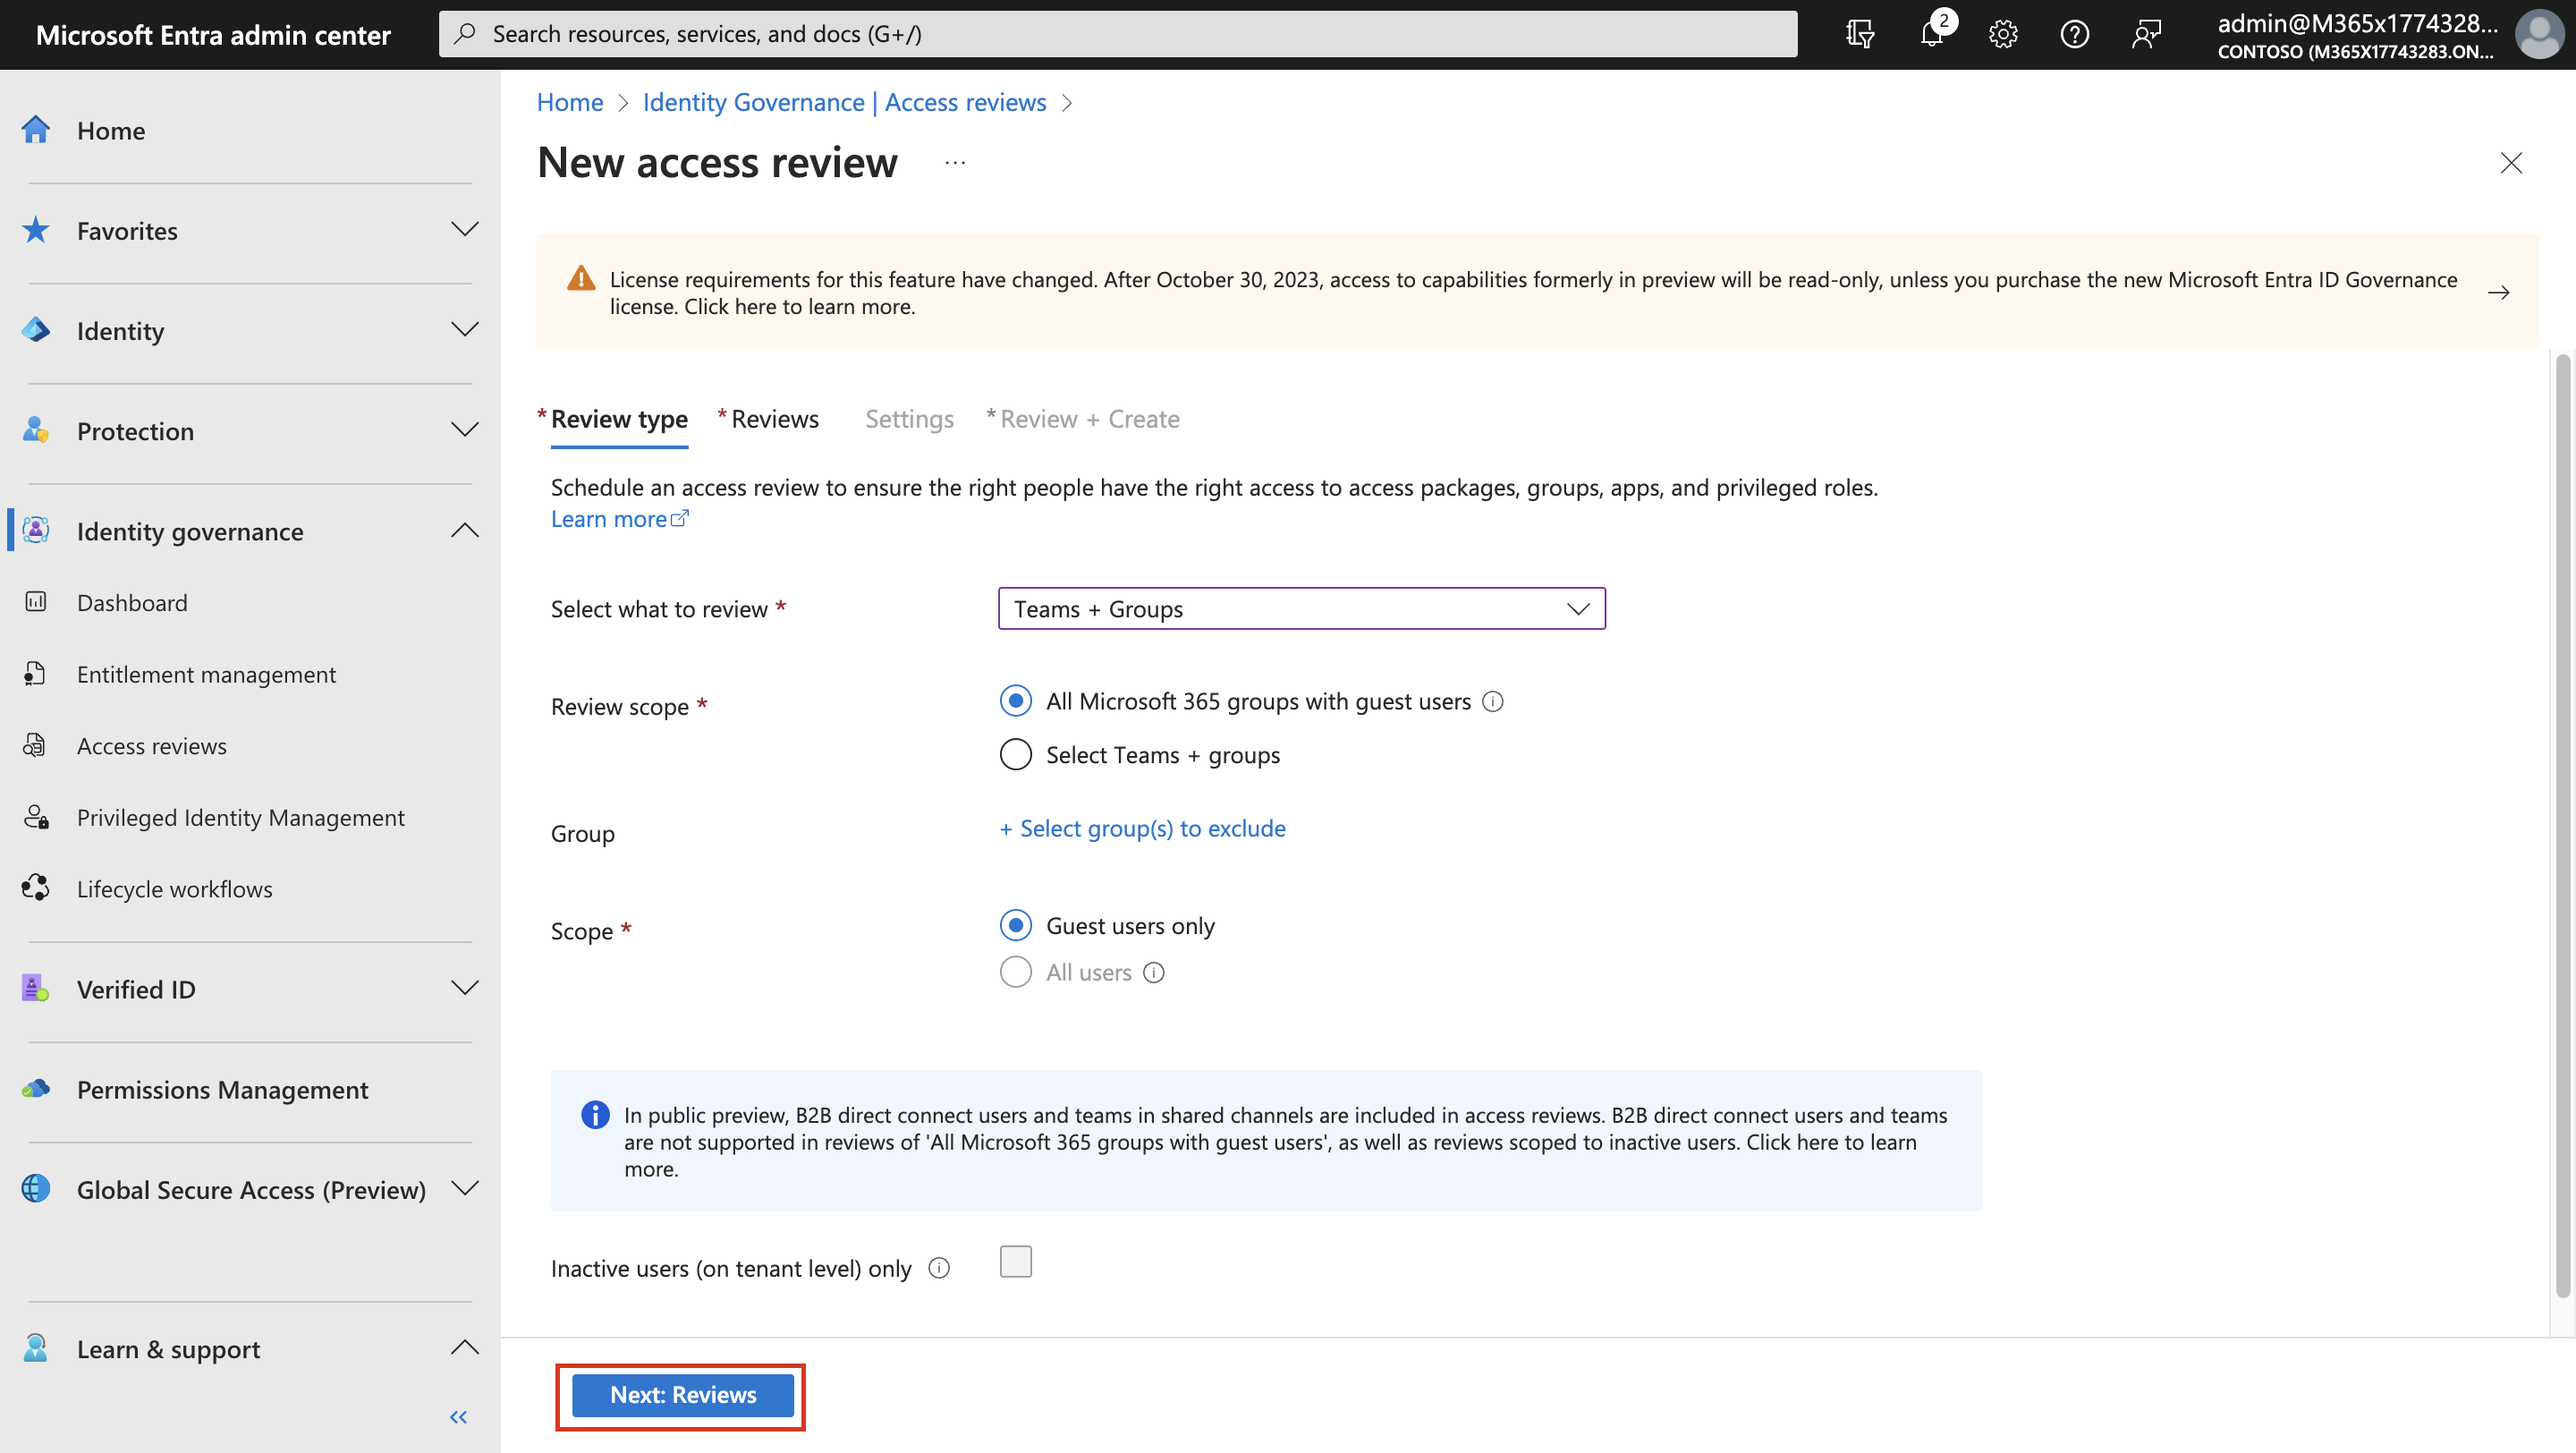 Microsoft Entra admin center
Search resources, services, and docs (G+/)
2
admin@M365x1774328...
CONTOSO (M365X17743283.ON...
Home
Favorites
Identity
Protection
Identity governance
Dashboard
Entitlement management
Access reviews
Privileged Identity Management
Lifecycle workflows
Verified ID
Permissions Management
Global Secure Access (Preview)
Learn & support
Home > Identity Governance | Access reviews >
New access review ...
License requirements for this feature have changed. After October 30, 2023, access to capabilities formerly in preview will be read-only, unless you purchase the new Microsoft Entra ID Governance
license. Click here to learn more.
* Review type * Reviews Settings * Review + Create
Schedule an access review to ensure the right people have the right access to access packages, groups, apps, and privileged roles.
Learn more
Select what to review * Teams + Groups
Review scope * All Microsoft 365 groups with guest users
Select Teams + groups
Group + Select group(s) to exclude
Scope * Guest users only
All users
In public preview, B2B direct connect users and teams in shared channels are included in access reviews. B2B direct connect users and teams
are not supported in reviews of 'All Microsoft 365 groups with guest users', as well as reviews scoped to inactive users. Click here to learn
more.
Inactive users (on tenant level) only
Next: Reviews